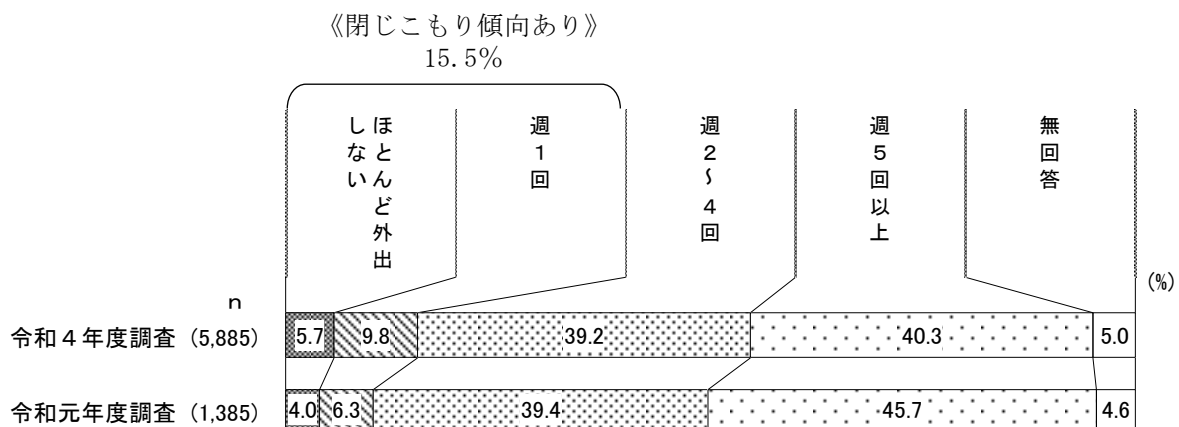 《閉じこもり傾向あり》
15.5％
ほとんど外出
しない
週１回
週２～４回
週５回以上
無回答
(%)
ｎ
令和４年度調査 (5,885) 5.7 9.8 39.2 40.3 5.0
令和元年度調査 (1,385) 4.0 6.3 39.4 45.7 4.6